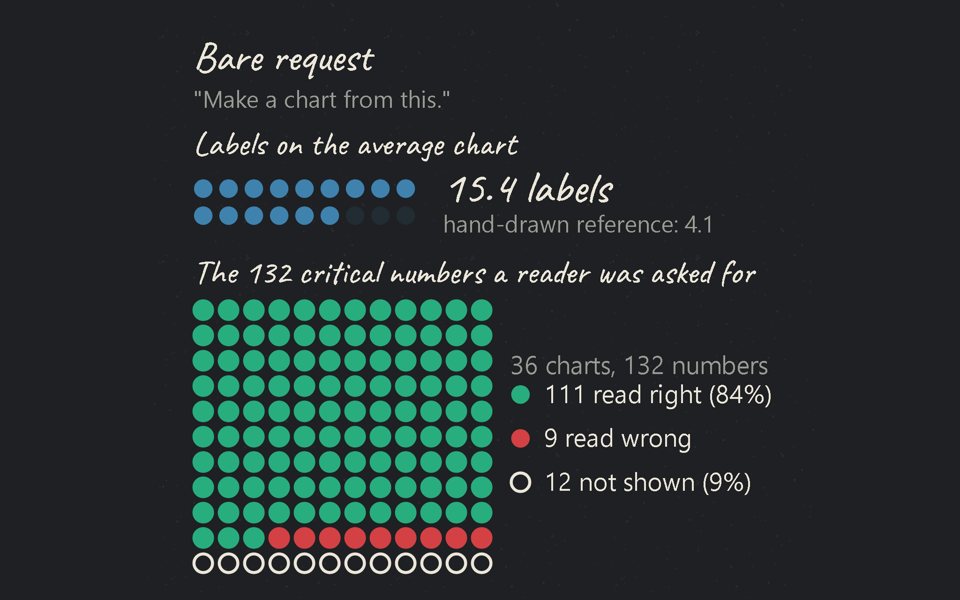 Bare request
"Make a chart from this."
Labels on the average chart
15.4 labels
hand-drawn reference: 4.1
The 132 critical numbers a reader was asked for
36 charts, 132 numbers
111 read right (84%)
9 read wrong
12 not shown (9%)